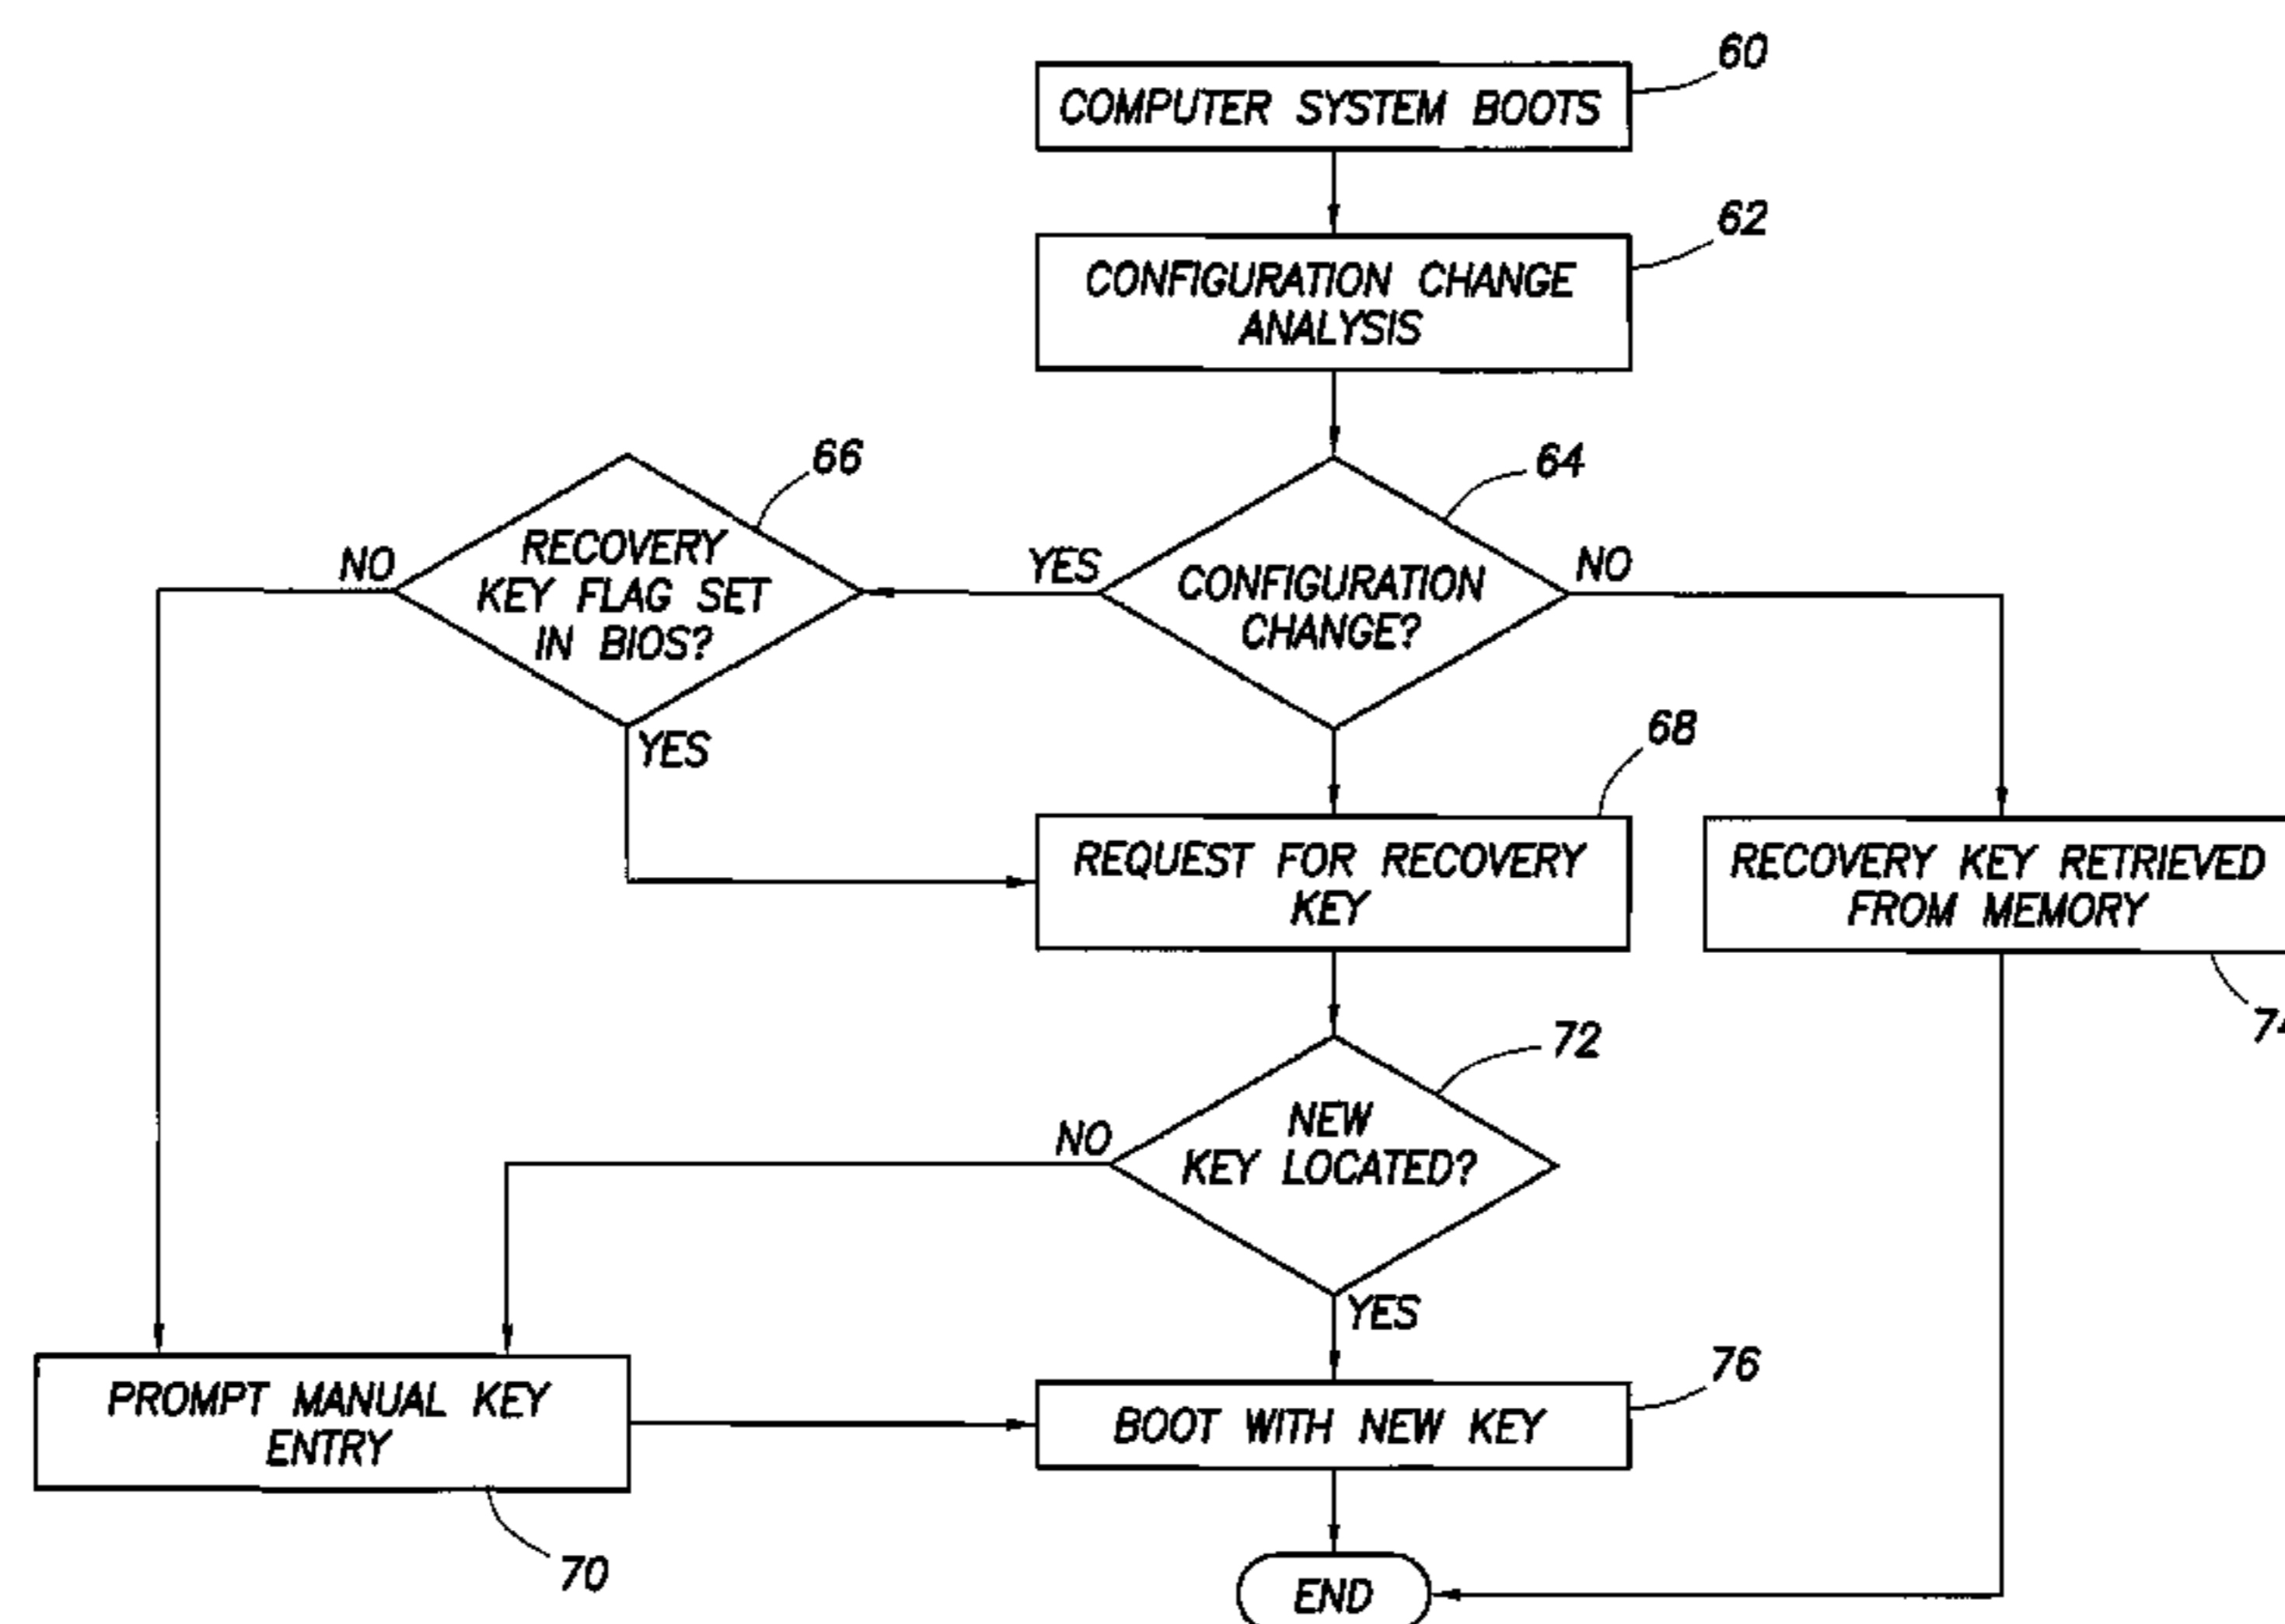 60
COMPUTER SYSTEM BOOTS
62
CONFIGURATION CHANGE
ANALYSIS
66
64
RECOVERY
KEY FLAG SET
IN BIOS?
NO
YES
YES
CONFIGURATION
CHANGE?
NO
68
REQUEST FOR RECOVERY
KEY
RECOVERY KEY RETRIEVED
FROM MEMORY
72
NEW
KEY LOCATED?
NO
YES
76
PROMPT MANUAL KEY
ENTRY
BOOT WITH NEW KEY
70
END